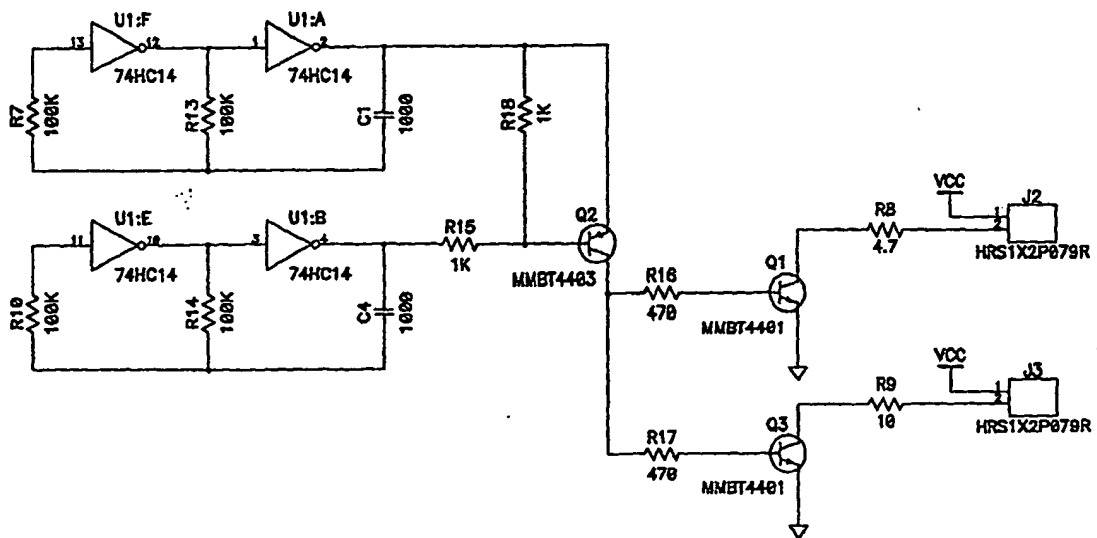 U1:F
13
12
74HC14
U1:A
1
2
74HC14
R7
100K
R13
100K
C1
1000
R18
1K
U1:E
11
10
74HC14
U1:B
3
4
74HC14
R10
100K
R14
100K
C4
1000
R15
1K
Q2
MMBT4403
R16
470
Q1
MMBT4401
R8
4.7
VCC
1
2
J2
HRS1X2P079R
R17
470
Q3
MMBT4401
R9
10
VCC
1
2
J3
HRS1X2P079R